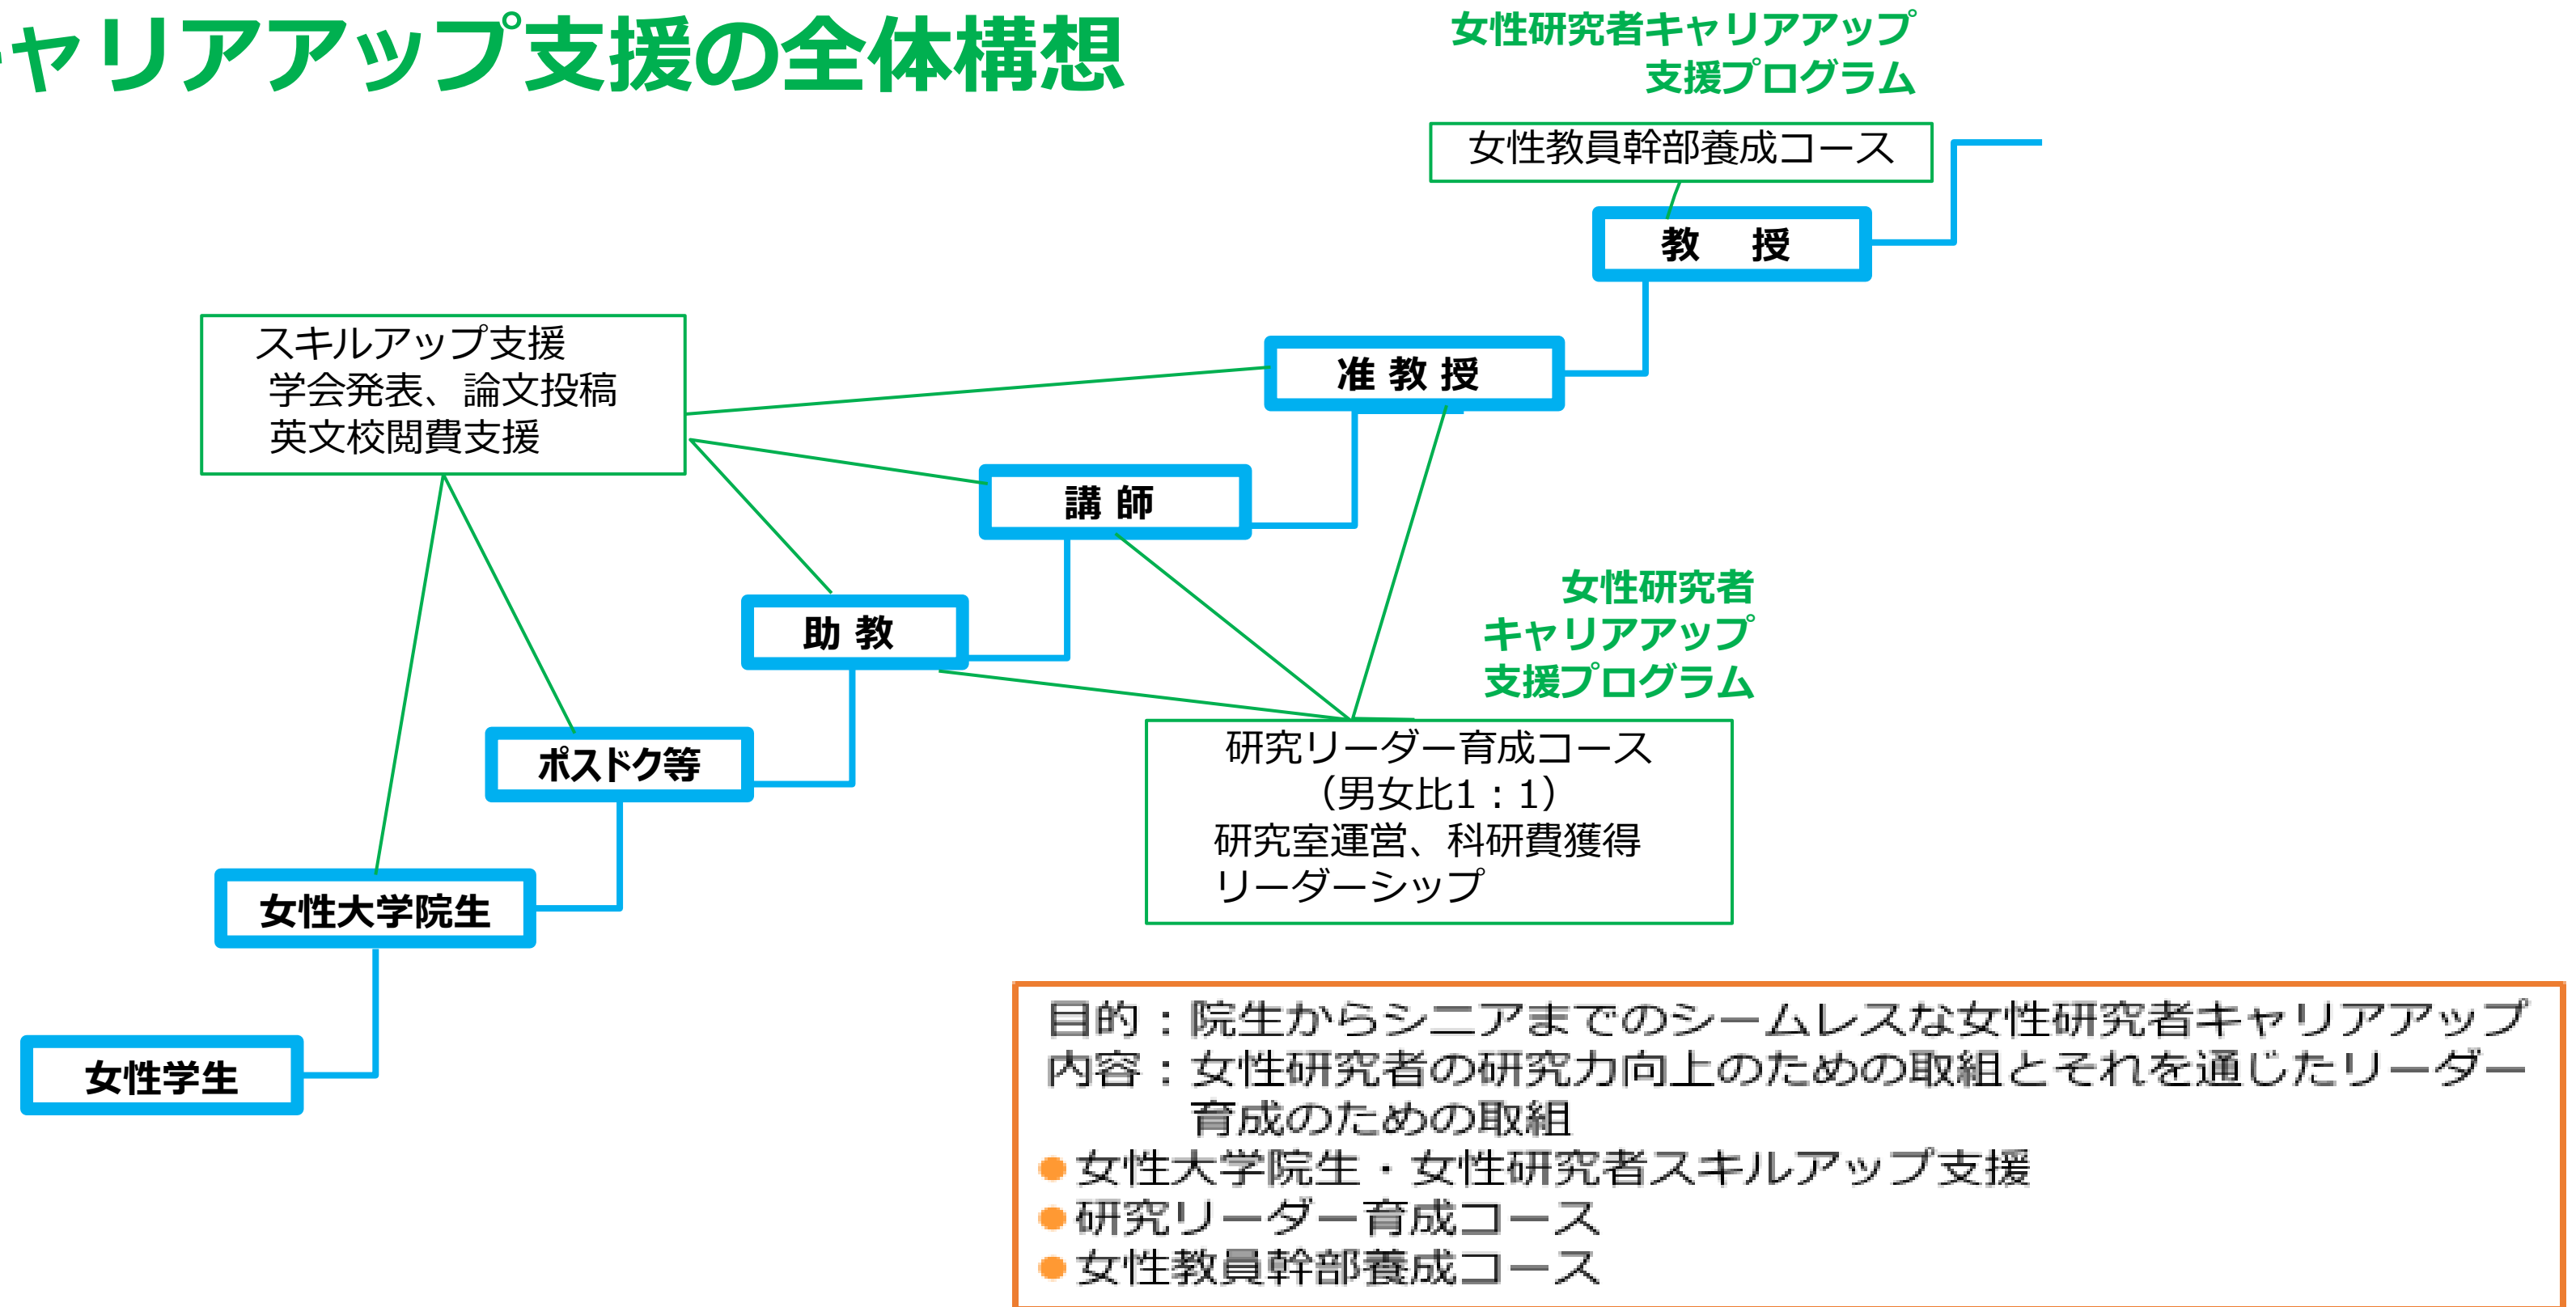 ャリアアップ支援の全体構想
女性研究者キャリアアップ
支援プログラム
女性教員幹部養成コース
教 授
スキルアップ支援
学会発表、論文投稿
英文校閲費支援
准 教 授
講 師
女性研究者
キャリアアップ
支援プログラム
助 教
ポスドク等
研究リーダー育成コース
（男女比1：1）
研究室運営、科研費獲得
リーダーシップ
女性大学院生
女性学生
目的：院生からシニアまでのシームレスな女性研究者キャリアアップ
内容：女性研究者の研究力向上のための取組とそれを通じたリーダー
育成のための取組
●女性大学院生・女性研究者スキルアップ支援
●研究リーダー育成コース
●女性教員幹部養成コース